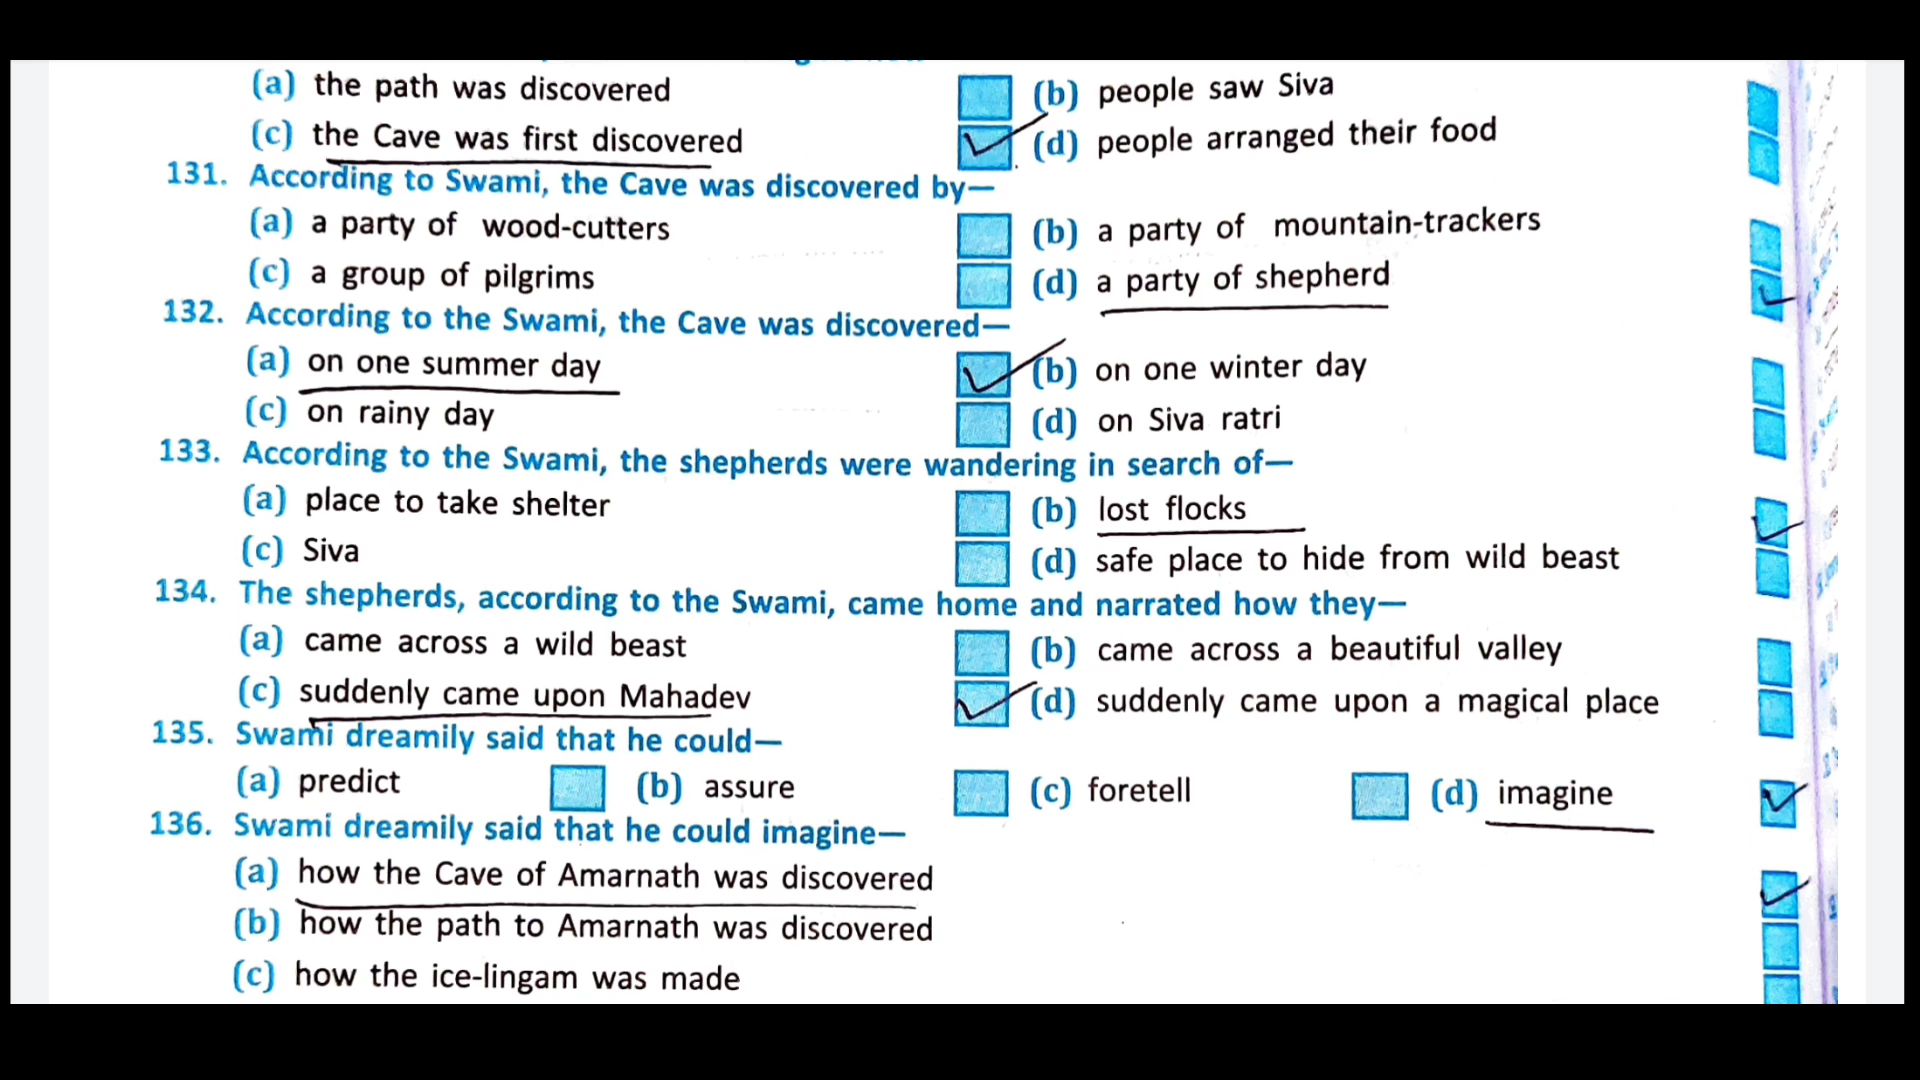 (a) the path was discovered (b) people saw Siva
(c) the Cave was first discovered (d) people arranged their food
131. According to Swami, the Cave was discovered by—
(a) a party of wood-cutters (b) a party of mountain-trackers
(c) a group of pilgrims (d) a party of shepherd
132. According to the Swami, the Cave was discovered—
(a) on one summer day (b) on one winter day
(c) on rainy day (d) on Siva ratri
133. According to the Swami, the shepherds were wandering in search of—
(a) place to take shelter (b) lost flocks
(c) Siva (d) safe place to hide from wild beast
134. The shepherds, according to the Swami, came home and narrated how they—
(a) came across a wild beast (b) came across a beautiful valley
(c) suddenly came upon Mahadev (d) suddenly came upon a magical place
135. Swami dreamily said that he could—
(a) predict (b) assure (c) foretell (d) imagine
136. Swami dreamily said that he could imagine—
(a) how the Cave of Amarnath was discovered
(b) how the path to Amarnath was discovered
(c) how the ice-lingam was made